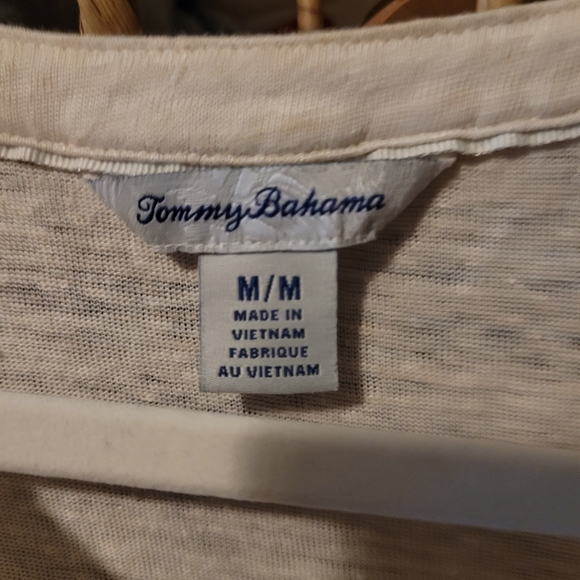 Tommy Bahama
M/M
MADE IN
VIETNAM
FABRIQUE
AU VIETNAM